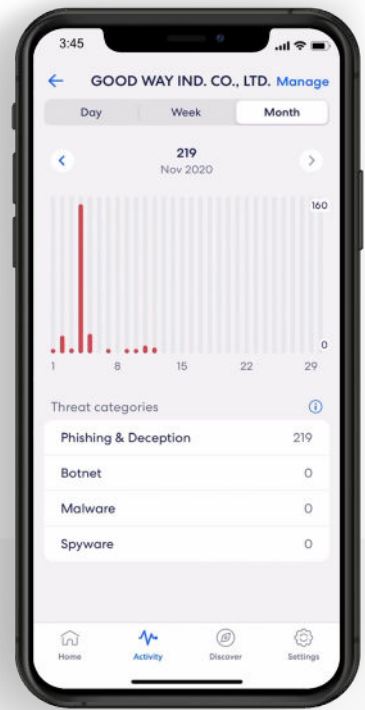 3:45
GOOD WAY IND. CO., LTD. Manage
Day Week Month
219
Nov 2020
160
0
1 8 15 22 29
Threat categories
Phishing & Deception 219
Botnet 0
Malware 0
Spyware 0
Home Activity Discover Settings